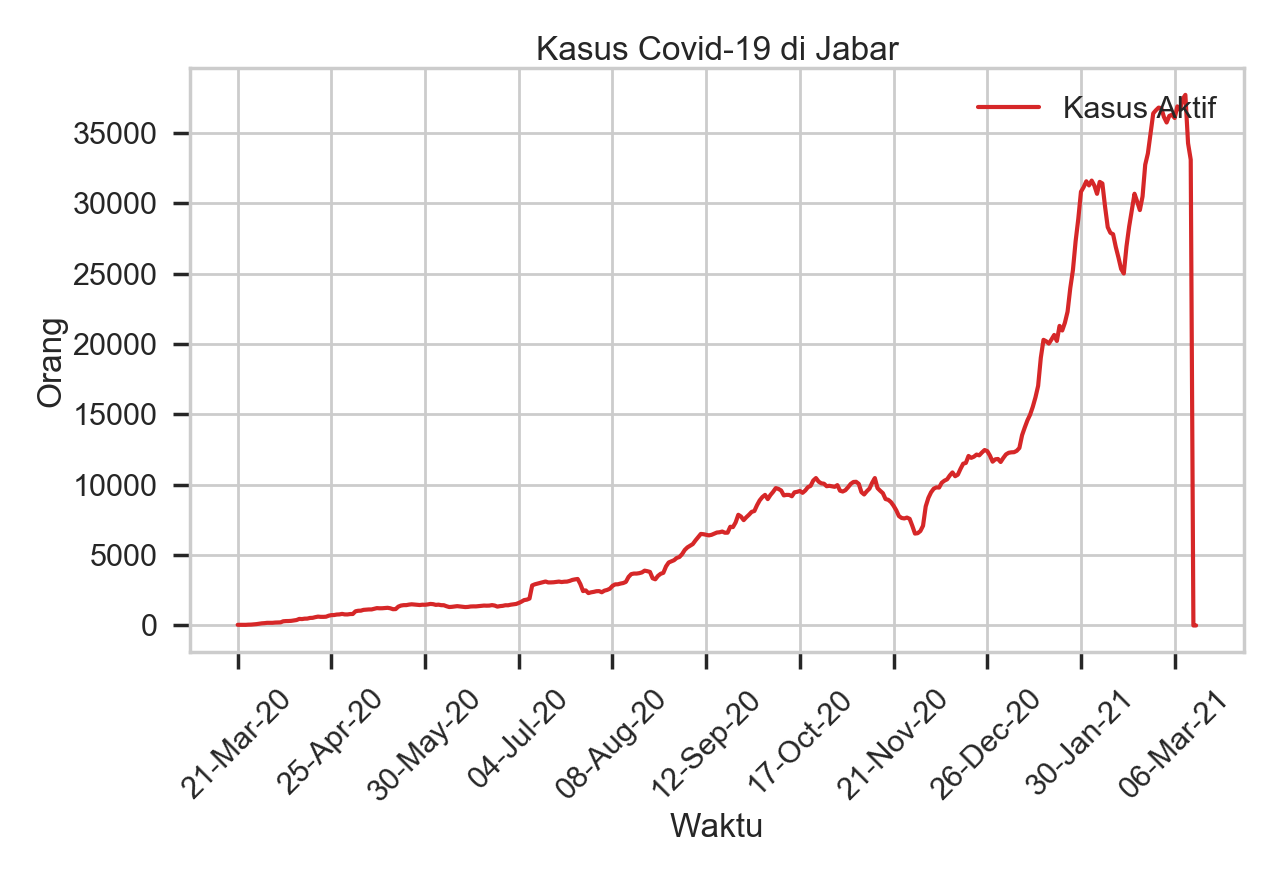 Kasus Covid-19 di Jabar
Kasus Aktif
35000
30000
25000
20000
15000
10000
5000
0
Orang
21-Mar-20
25-Apr-20
30-May-20
04-Jul-20
08-Aug-20
12-Sep-20
17-Oct-20
21-Nov-20
26-Dec-20
30-Jan-21
06-Mar-21
Waktu